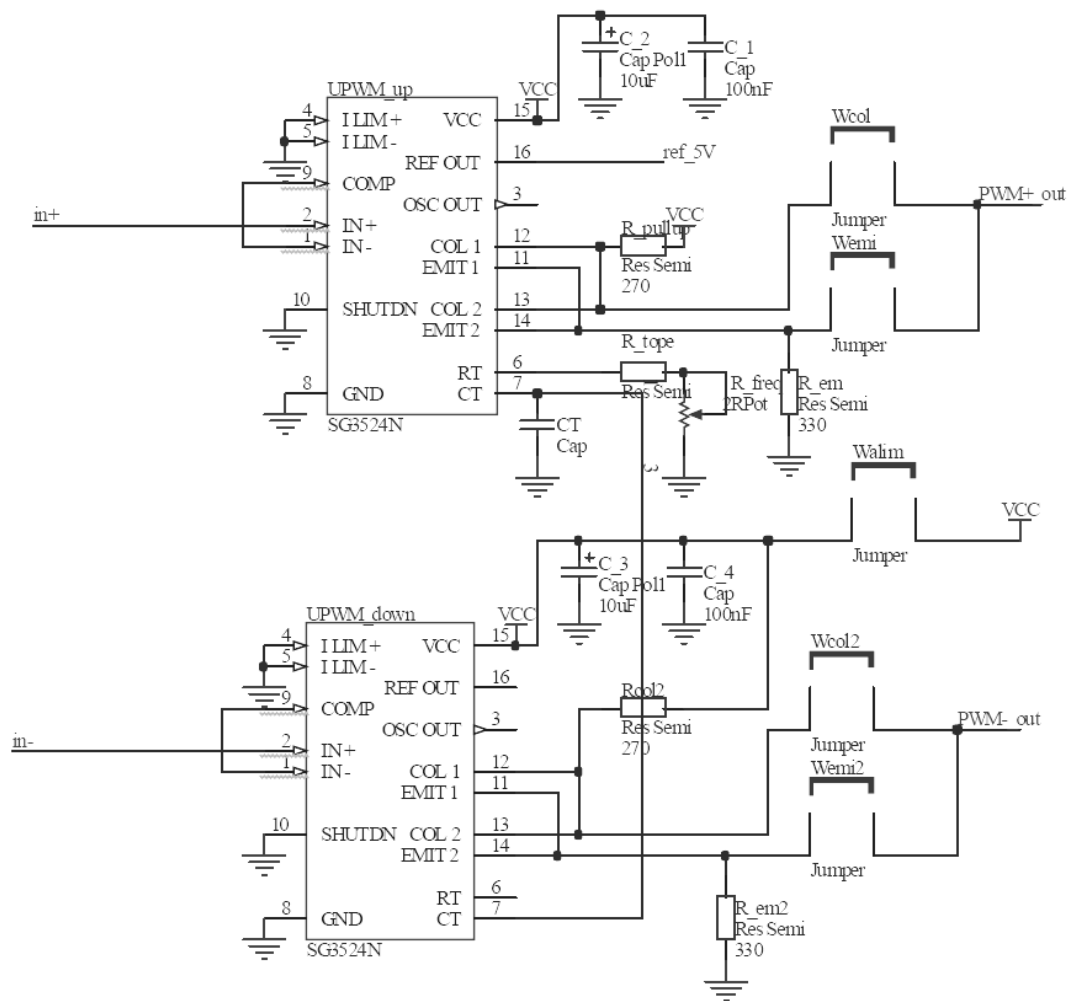 C_2
Cap Pol1
10uF
C_1
Cap
100nF
UPWM_up
VCC
4
I LIM+
5
I LIM-
VCC
15
REF OUT
16
ref_5V
9
COMP
OSC OUT
3
in+
2
IN+
1
IN-
COL 1
12
EMIT 1
11
R_pullup
VCC
Res Semi
270
10
SHUTDN
COL 2
13
EMIT 2
14
RT
6
CT
7
8
GND
SG3524N
R_tope
Res Semi
R_freq
2RPot
CT
Cap
R_em
Res Semi
330
Wcol
Jumper
PWM+_out
Wemi
Jumper
3
Walim
Jumper
VCC
C_3
Cap Pol1
10uF
C_4
Cap
100nF
UPWM_down
VCC
4
I LIM+
5
I LIM-
VCC
15
REF OUT
16
9
COMP
OSC OUT
3
in-
2
IN+
1
IN-
COL 1
12
EMIT 1
11
Rcol2
Res Semi
270
10
SHUTDN
COL 2
13
EMIT 2
14
RT
6
CT
7
8
GND
SG3524N
R_em2
Res Semi
330
Wcol2
Jumper
PWM-_out
Wemi2
Jumper